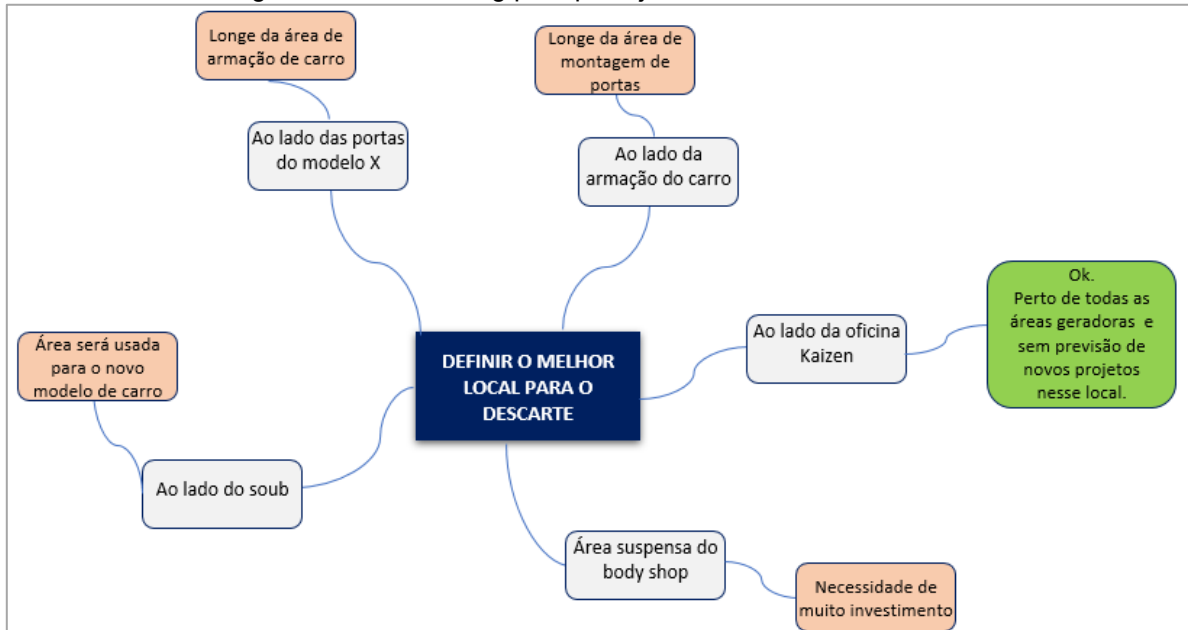 Longe da área de
armação de carro
Longe da área de
montagem de
portas
Ao lado das portas
do modelo X
Ao lado da
armação do carro
Ok.
Perto de todas as
áreas geradoras e
sem previsão de
novos projetos
nesse local.
Ao lado da oficina
Kaizen
DEFINIR O MELHOR
LOCAL PARA O
DESCARTE
Área será usada
para o novo
modelo de carro
Ao lado do soub
Área suspensa do
body shop
Necessidade de
muito investimento